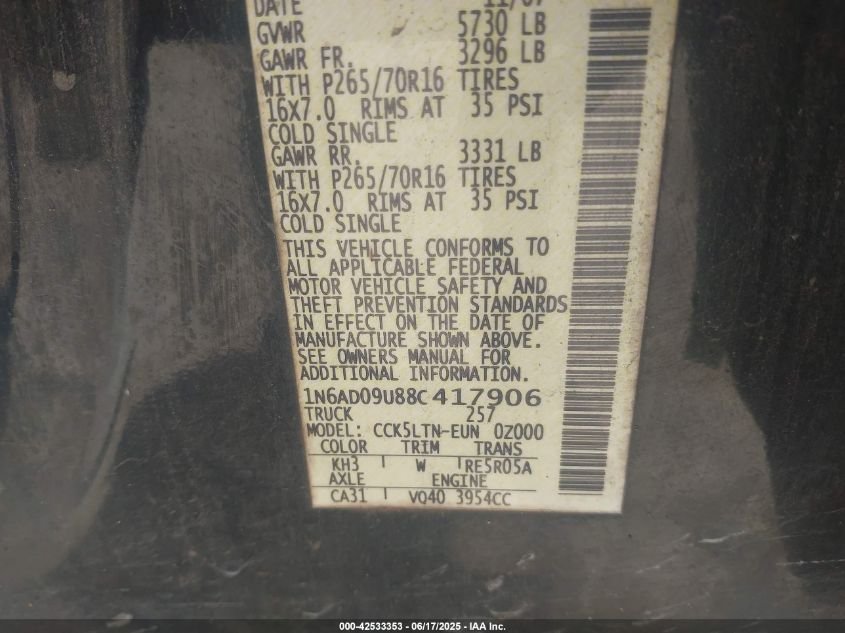 DATE 11/07
GVWR 5730 LB
GAWR FR. 3296 LB
WITH P265/70R16 TIRES
16X7.0 RIMS AT 35 PSI
COLD SINGLE
GAWR RR. 3331 LB
WITH P265/70R16 TIRES
16X7.0 RIMS AT 35 PSI
COLD SINGLE
THIS VEHICLE CONFORMS TO
ALL APPLICABLE FEDERAL
MOTOR VEHICLE SAFETY AND
THEFT PREVENTION STANDARDS
IN EFFECT ON THE DATE OF
MANUFACTURE SHOWN ABOVE.
SEE OWNERS MANUAL FOR
ADDITIONAL INFORMATION.
1N6AD09U88C417906
TRUCK 257
MODEL: CCK5LTN-EUN 0Z000
COLOR TRIM TRANS
KH3 W RE5R05A
AXLE ENGINE
CA31 VQ40 3954CC
000-42533353 - 06/17/2025 - IAA Inc.